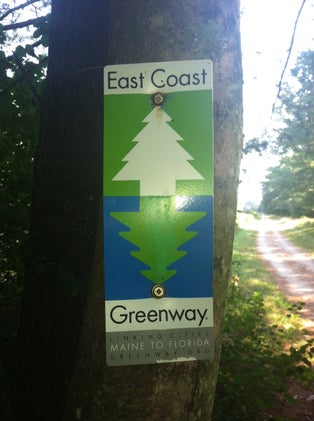 East Coast
Greenway.
LINKING CITIES
MAINE TO FLORIDA
GREENWAY.ORG